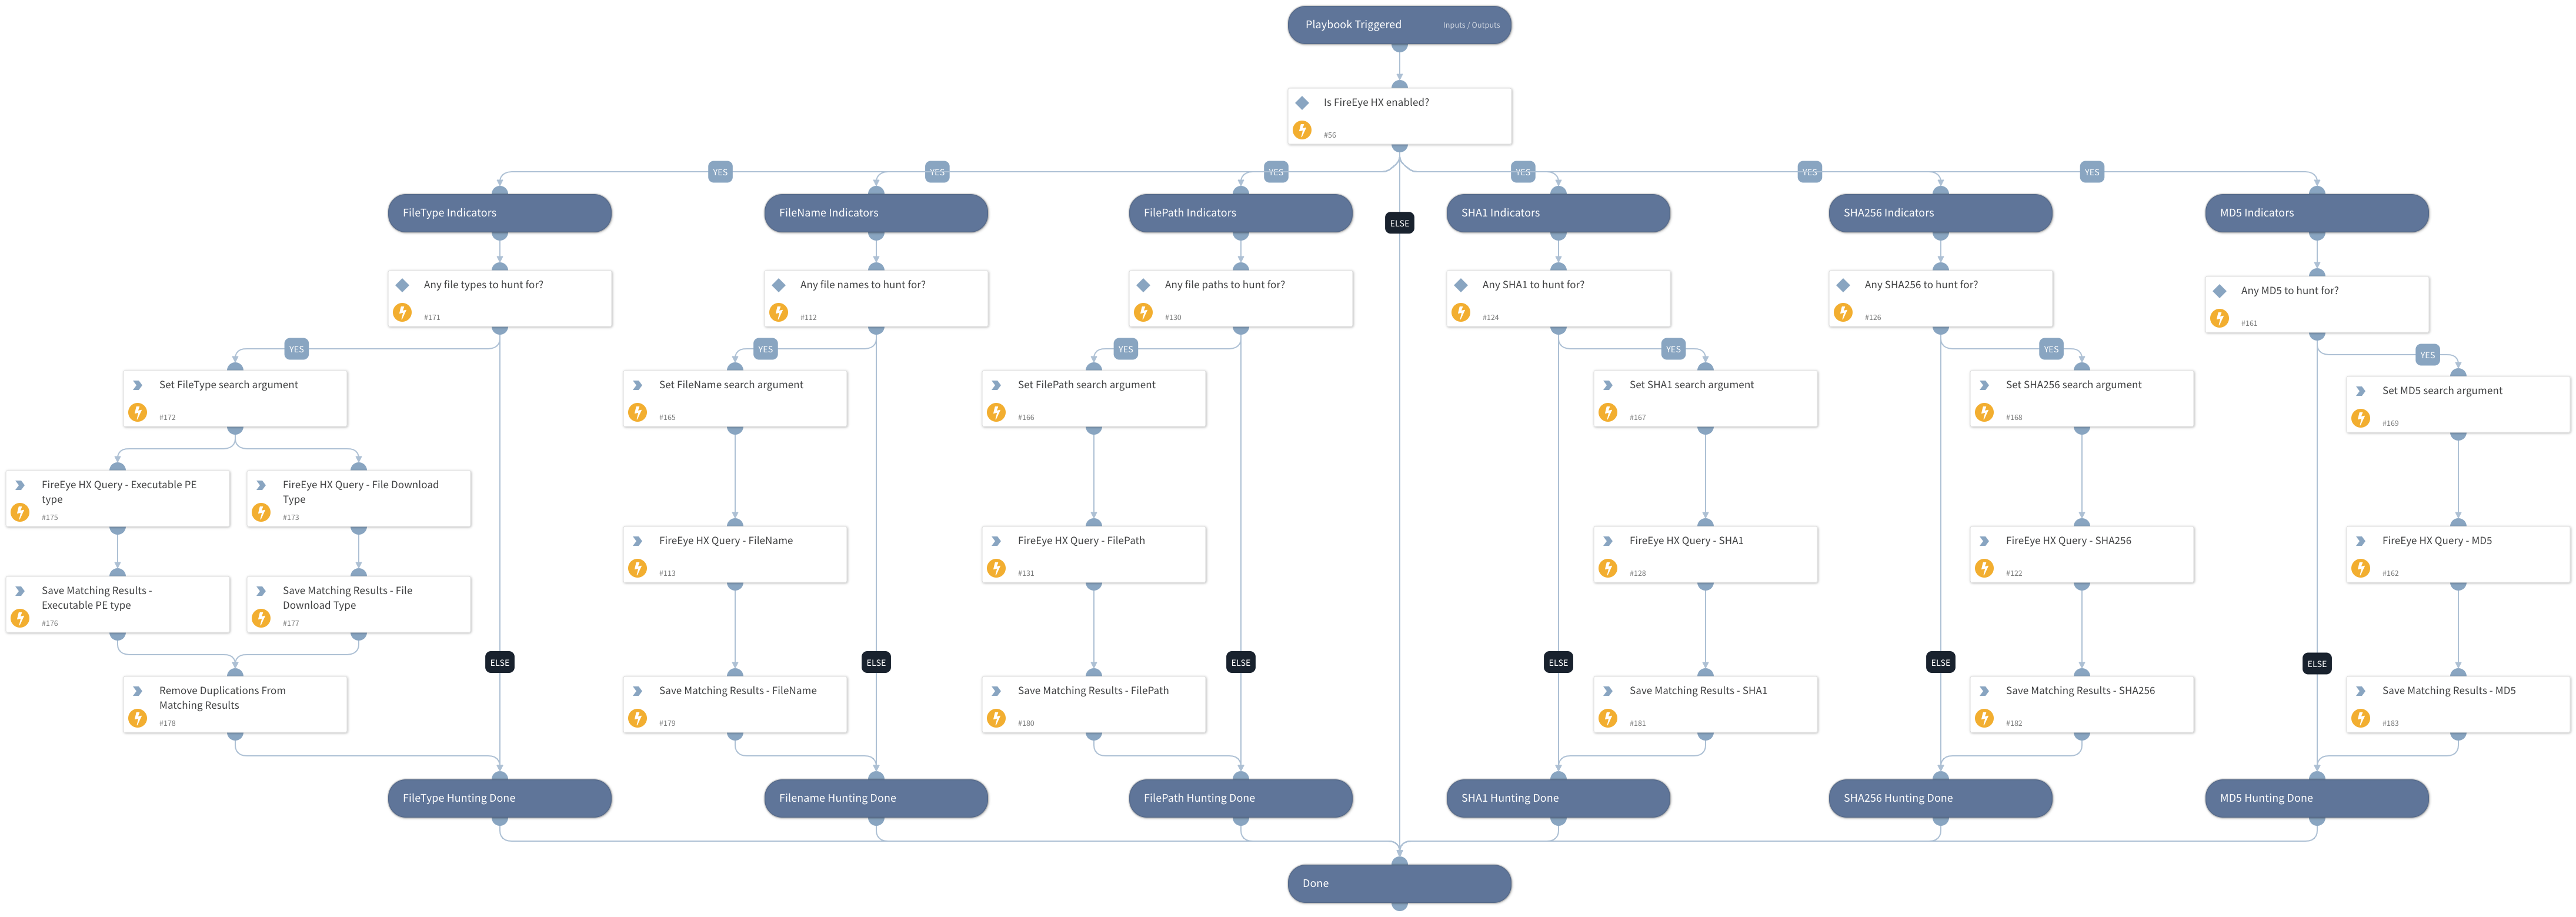 Playbook Triggered Inputs / Outputs
Is FireEye HX enabled?
#56
YES YES YES YES YES YES
FileType Indicators
FileName Indicators
FilePath Indicators
ELSE
SHA1 Indicators
SHA256 Indicators
MD5 Indicators
Any file types to hunt for?
#171
Any file names to hunt for?
#112
Any file paths to hunt for?
#130
Any SHA1 to hunt for?
#124
Any SHA256 to hunt for?
#126
Any MD5 to hunt for?
#161
YES YES YES YES YES YES
Set FileType search argument
#172
Set FileName search argument
#165
Set FilePath search argument
#166
Set SHA1 search argument
#167
Set SHA256 search argument
#168
Set MD5 search argument
#169
FireEye HX Query - Executable PE
type
#175
FireEye HX Query - File Download
Type
#173
FireEye HX Query - FileName
#113
FireEye HX Query - FilePath
#131
FireEye HX Query - SHA1
#128
FireEye HX Query - SHA256
#122
FireEye HX Query - MD5
#162
Save Matching Results -
Executable PE type
#176
Save Matching Results - File
Download Type
#177
ELSE ELSE ELSE ELSE ELSE ELSE
Remove Duplications From
Matching Results
#178
Save Matching Results - FileName
#179
Save Matching Results - FilePath
#180
Save Matching Results - SHA1
#181
Save Matching Results - SHA256
#182
Save Matching Results - MD5
#183
FileType Hunting Done
Filename Hunting Done
FilePath Hunting Done
SHA1 Hunting Done
SHA256 Hunting Done
MD5 Hunting Done
Done